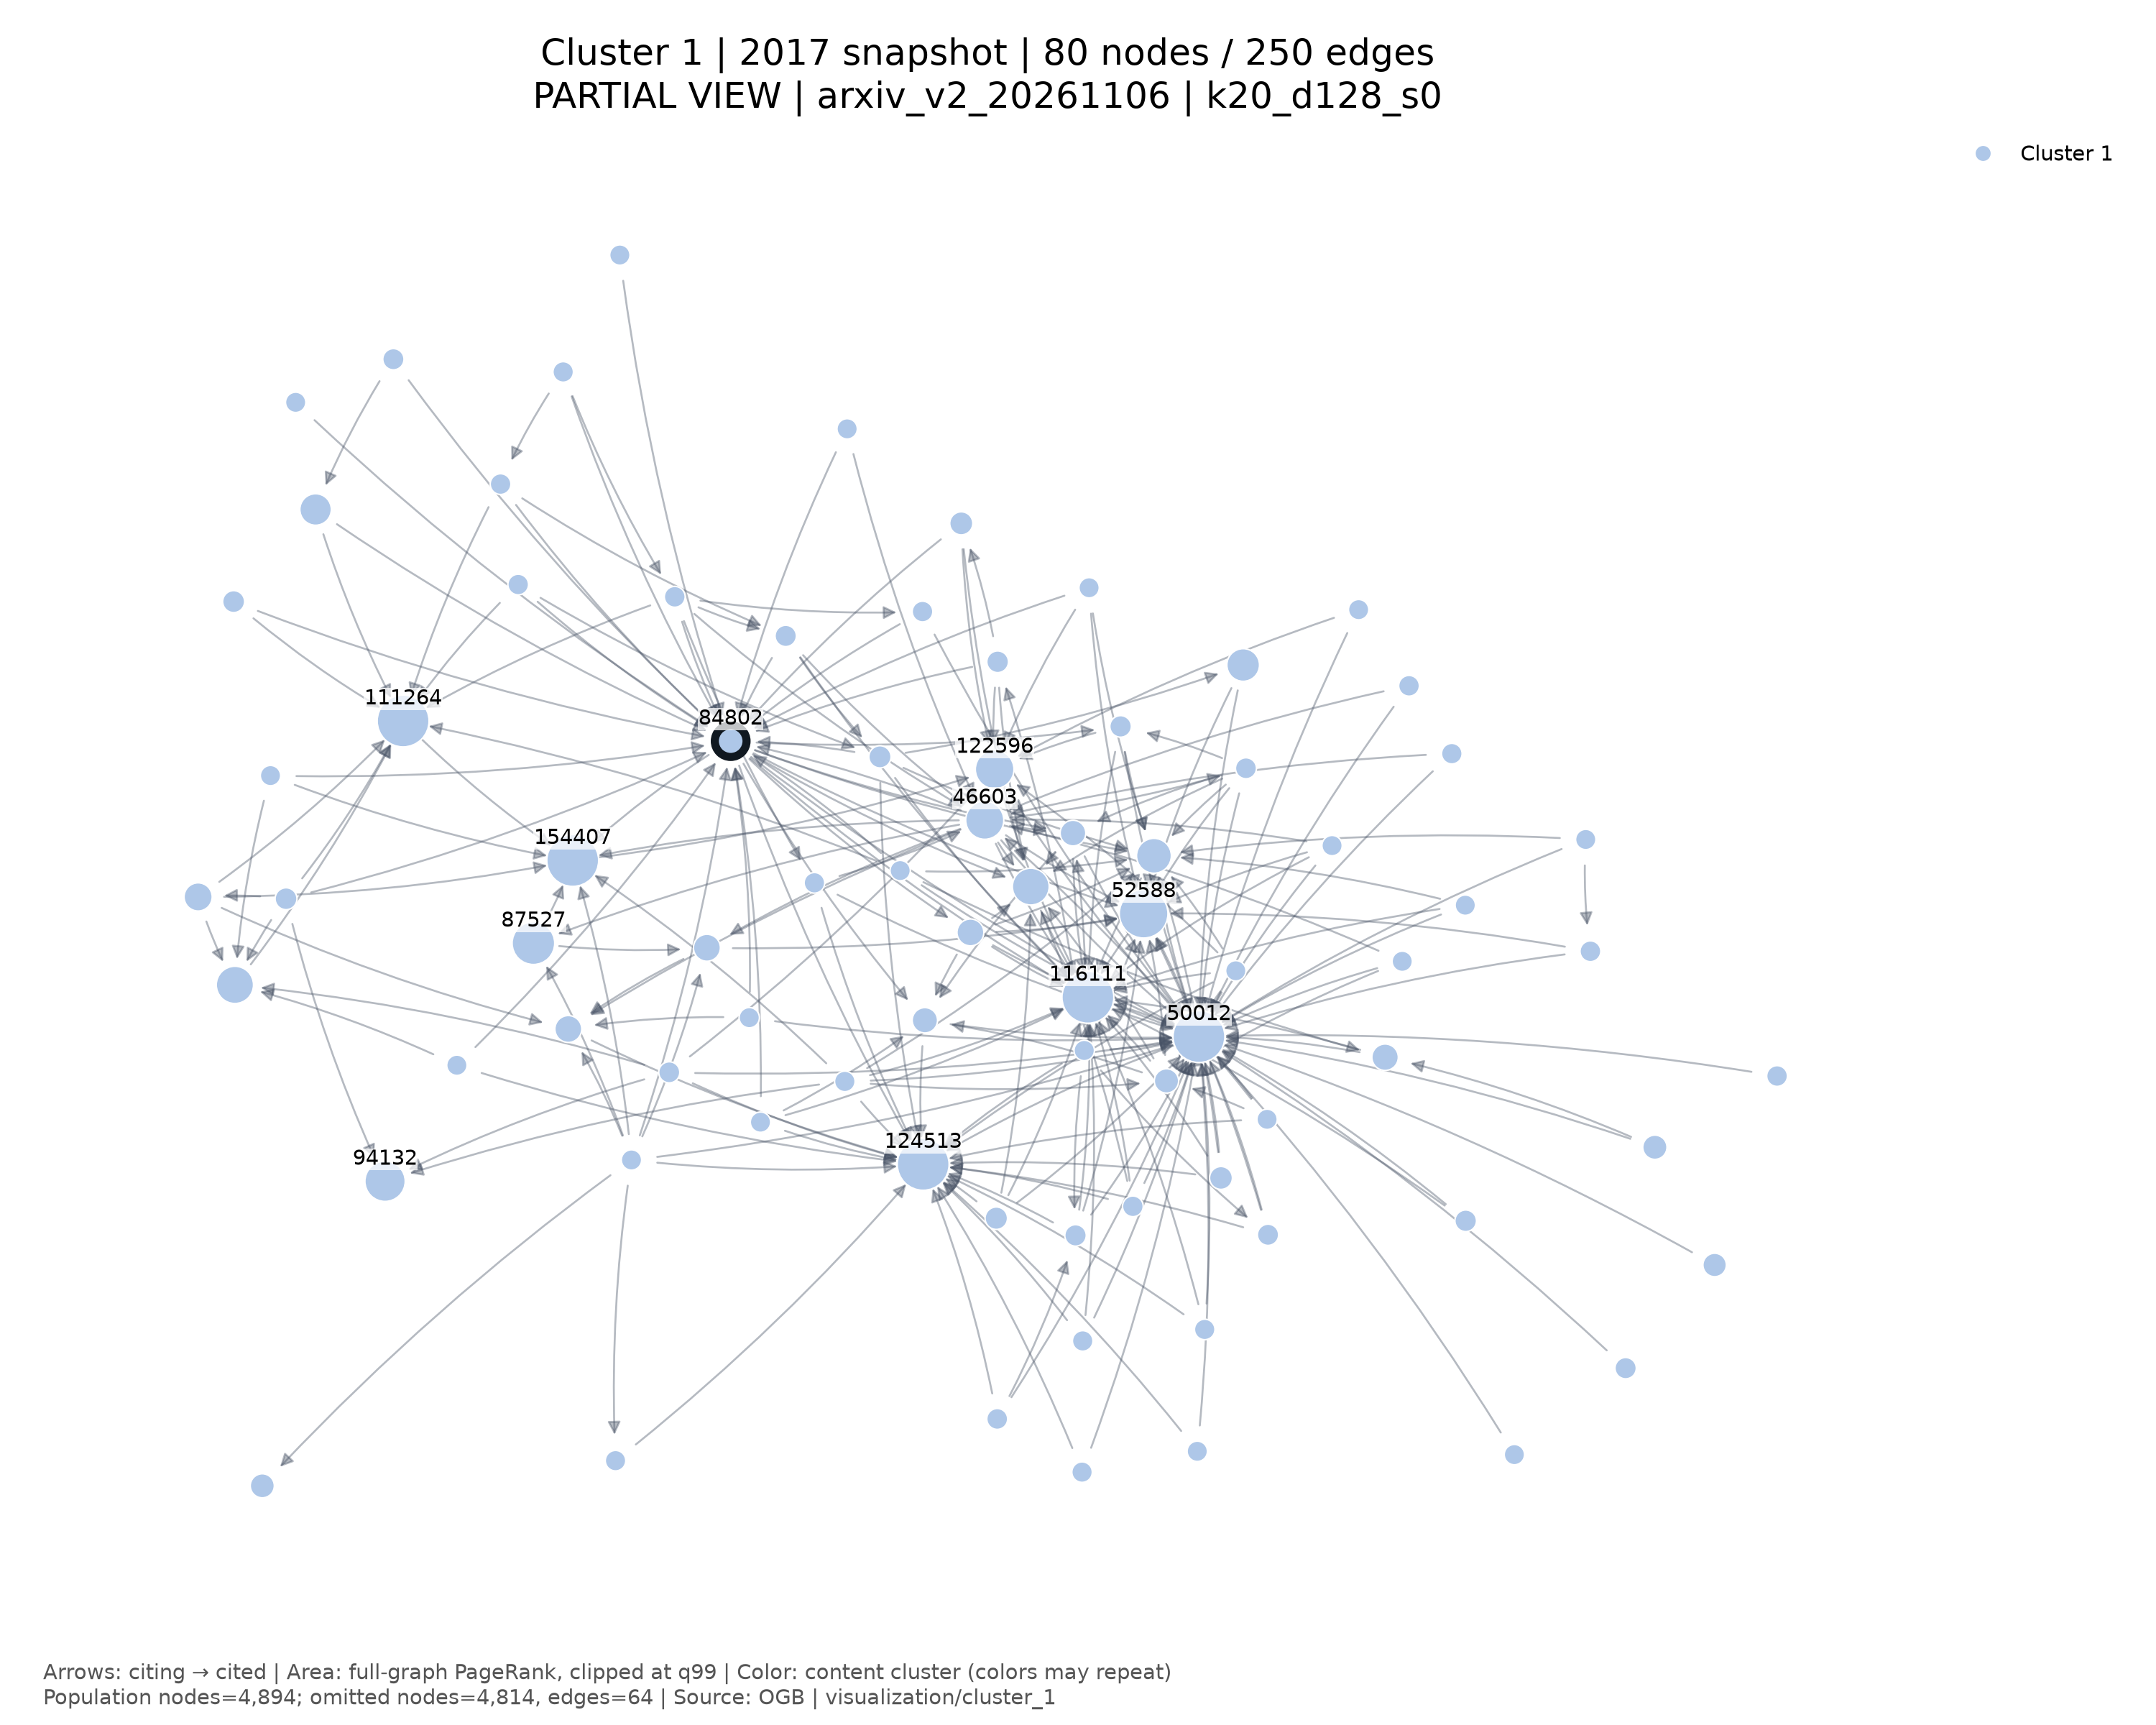 Cluster 1 | 2017 snapshot | 80 nodes / 250 edges
PARTIAL VIEW | arxiv_v2_20261106 | k20_d128_s0
Cluster 1
111264
84802
122596
46603
154407
52588
87527
116111
50012
124513
94132
Arrows: citing → cited | Area: full-graph PageRank, clipped at q99 | Color: content cluster (colors may repeat)
Population nodes=4,894; omitted nodes=4,814, edges=64 | Source: OGB | visualization/cluster_1